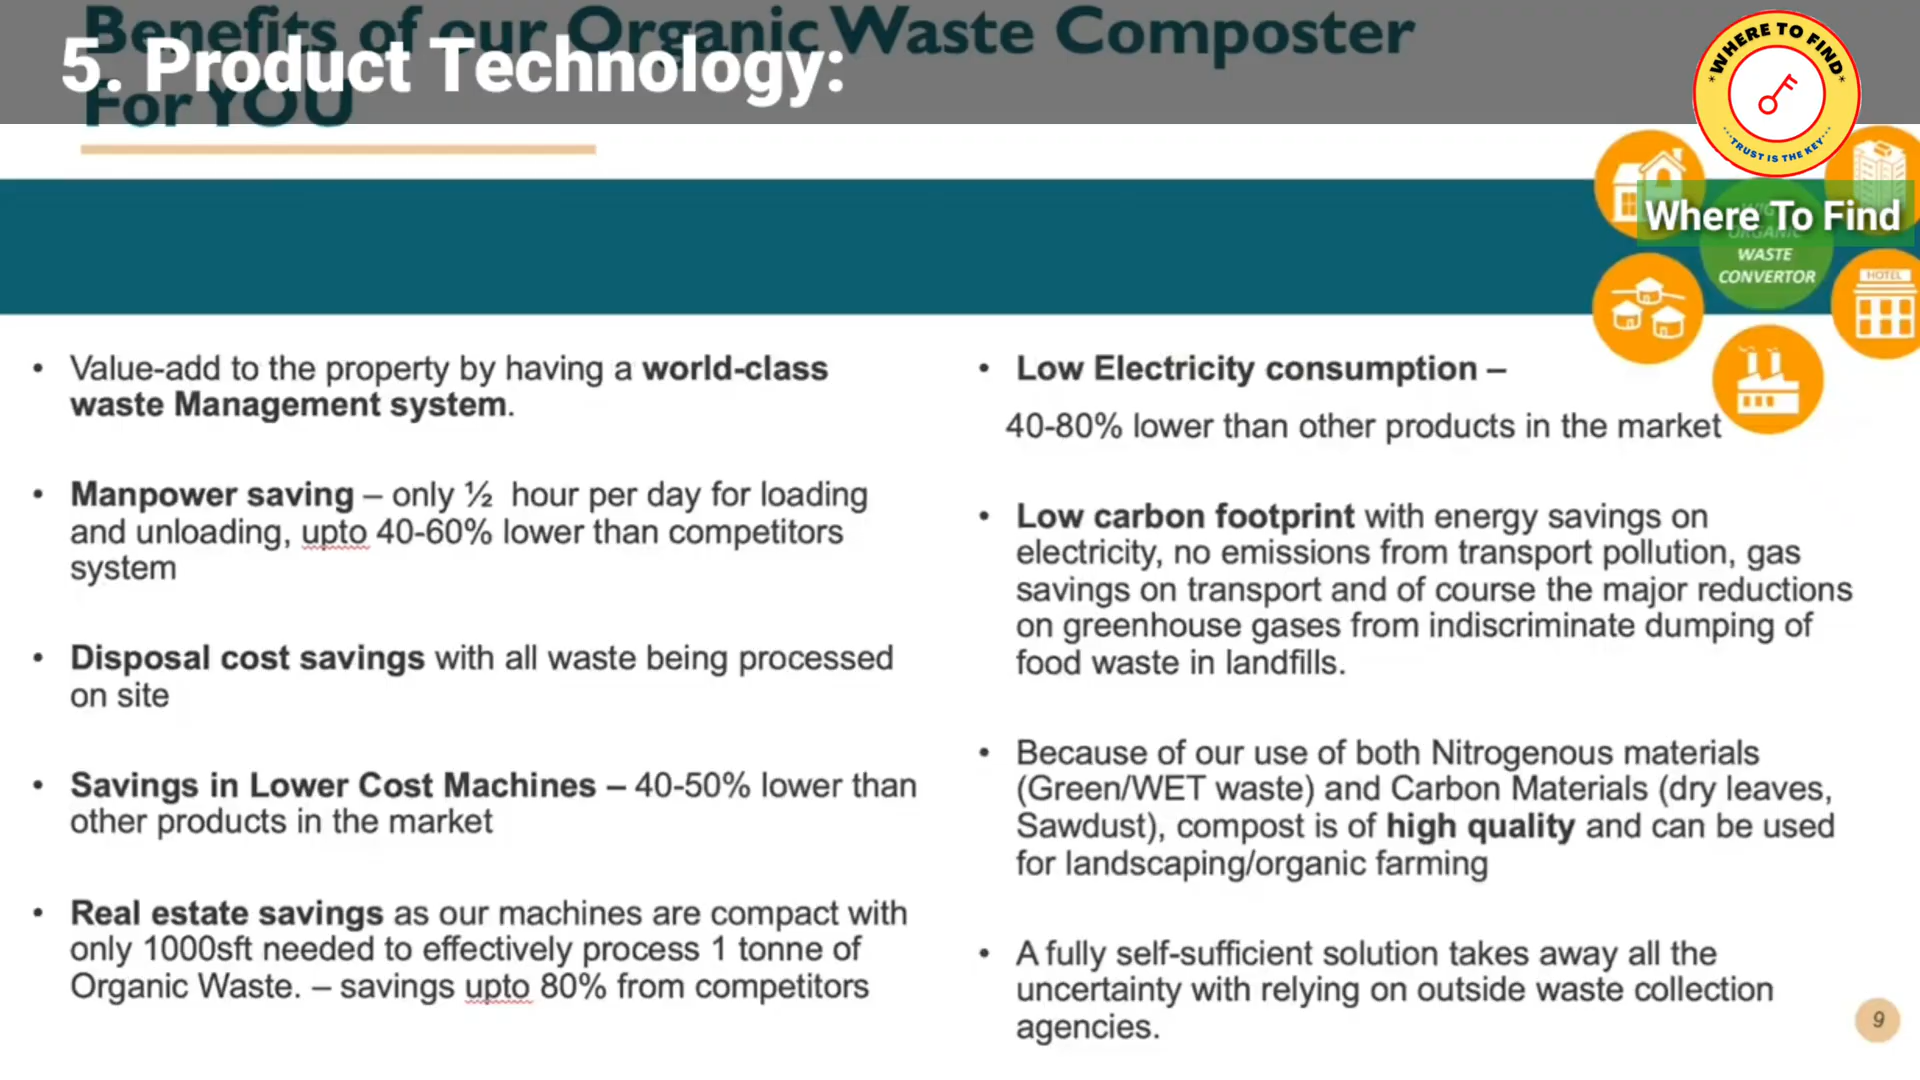 Benefits of our Organic Waste Composter
For YOU
5. Product Technology:
WHERE TO FIND
TRUST IS THE KEY
Where To Find
ORGANIC
WASTE
CONVERTOR
HOTEL
• Value-add to the property by having a world-class
waste Management system.
• Manpower saving – only ½ hour per day for loading
and unloading, upto 40-60% lower than competitors
system
• Disposal cost savings with all waste being processed
on site
• Savings in Lower Cost Machines – 40-50% lower than
other products in the market
• Real estate savings as our machines are compact with
only 1000sft needed to effectively process 1 tonne of
Organic Waste. – savings upto 80% from competitors
• Low Electricity consumption –
40-80% lower than other products in the market
• Low carbon footprint with energy savings on
electricity, no emissions from transport pollution, gas
savings on transport and of course the major reductions
on greenhouse gases from indiscriminate dumping of
food waste in landfills.
• Because of our use of both Nitrogenous materials
(Green/WET waste) and Carbon Materials (dry leaves,
Sawdust), compost is of high quality and can be used
for landscaping/organic farming
• A fully self-sufficient solution takes away all the
uncertainty with relying on outside waste collection
agencies.
9